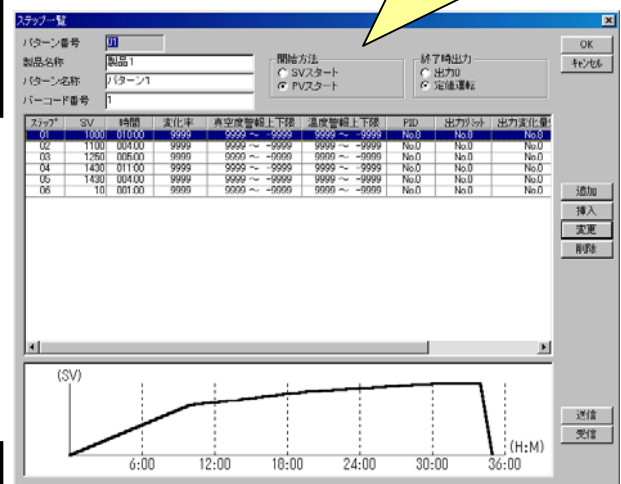 ステップ一覧
パターン番号 01
製品名称 製品1
パターン名称 パターン1
バーコード番号 1
開始方法
SVスタート
PVスタート
終了時出力
出力0
定値運転
OK
キャンセル
ステップ SV 時間 変化率 真空度警報上下限 温度警報上下限 PID 出力リミット 出力変化量
01 1000 010:00 9999 9999 ～ -9999 9999 ～ -9999 No.0 No.0 No.0
02 1100 004:00 9999 9999 ～ -9999 9999 ～ -9999 No.0 No.0 No.0
03 1250 005:00 9999 9999 ～ -9999 9999 ～ -9999 No.0 No.0 No.0
04 1430 011:00 9999 9999 ～ -9999 9999 ～ -9999 No.0 No.0 No.0
05 1430 004:00 9999 9999 ～ -9999 9999 ～ -9999 No.0 No.0 No.0
06 10 001:00 9999 9999 ～ -9999 9999 ～ -9999 No.0 No.0 No.0
追加
挿入
変更
削除
送信
受信
(SV)
(H:M)
6:00 12:00 18:00 24:00 30:00 36:00